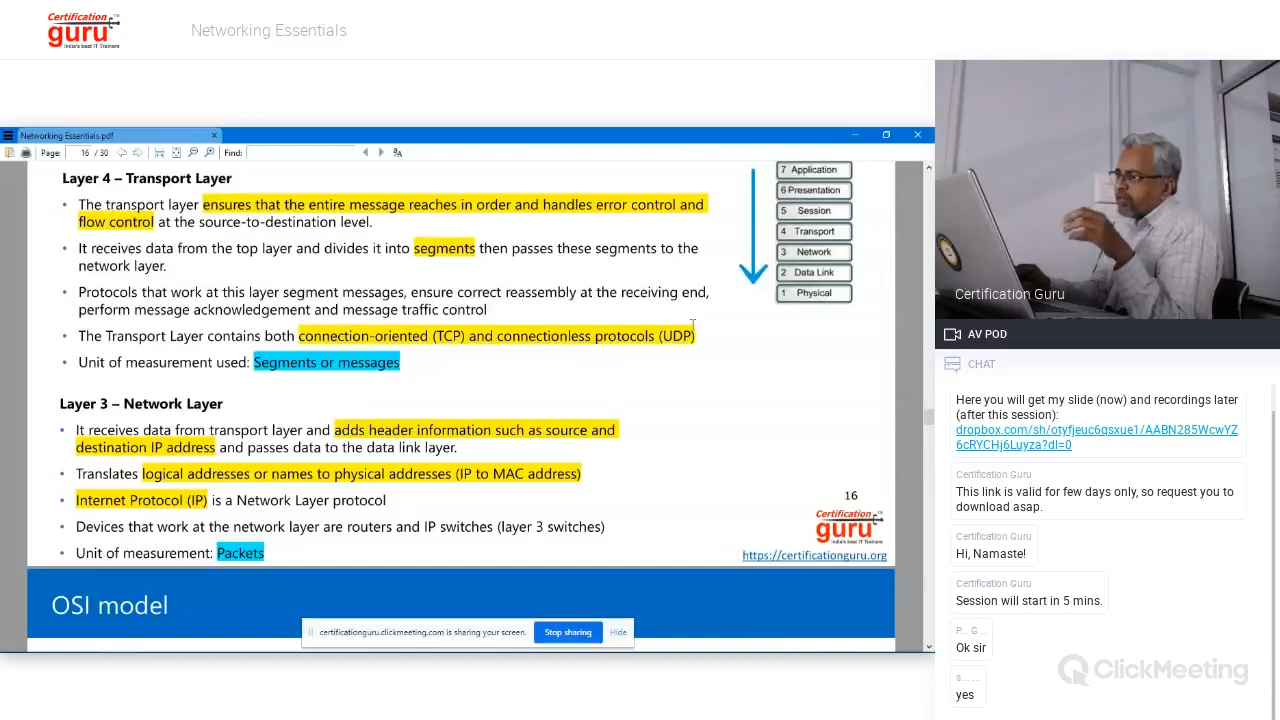 Certification
guru™
India's best IT Trainers
Networking Essentials
Networking Essentials.pdf
Page: 16 / 30 Find:
Layer 4 – Transport Layer
• The transport layer ensures that the entire message reaches in order and handles error control and
flow control at the source-to-destination level.
• It receives data from the top layer and divides it into segments then passes these segments to the
network layer.
• Protocols that work at this layer segment messages, ensure correct reassembly at the receiving end,
perform message acknowledgement and message traffic control
• The Transport Layer contains both connection-oriented (TCP) and connectionless protocols (UDP)
• Unit of measurement used: Segments or messages
7 Application
6 Presentation
5 Session
4 Transport
3 Network
2 Data Link
1 Physical
Layer 3 – Network Layer
• It receives data from transport layer and adds header information such as source and
destination IP address and passes data to the data link layer.
• Translates logical addresses or names to physical addresses (IP to MAC address)
• Internet Protocol (IP) is a Network Layer protocol
• Devices that work at the network layer are routers and IP switches (layer 3 switches)
• Unit of measurement: Packets
16
Certification
guru
https://certificationguru.org
OSI model
certificationguru.clickmeeting.com is sharing your screen.
Stop sharing
Hide
Certification Guru
AV POD
CHAT
Here you will get my slide (now) and recordings later
(after this session):
dropbox.com/sh/otyfjeuc6qsxue1/AABN285WcwYZ
6cRYCHj6Luyza?dl=0
Certification Guru
This link is valid for few days only, so request you to
download asap.
Certification Guru
Hi, Namaste!
Certification Guru
Session will start in 5 mins.
P... G...
Ok sir
s... ...
yes
ClickMeeting